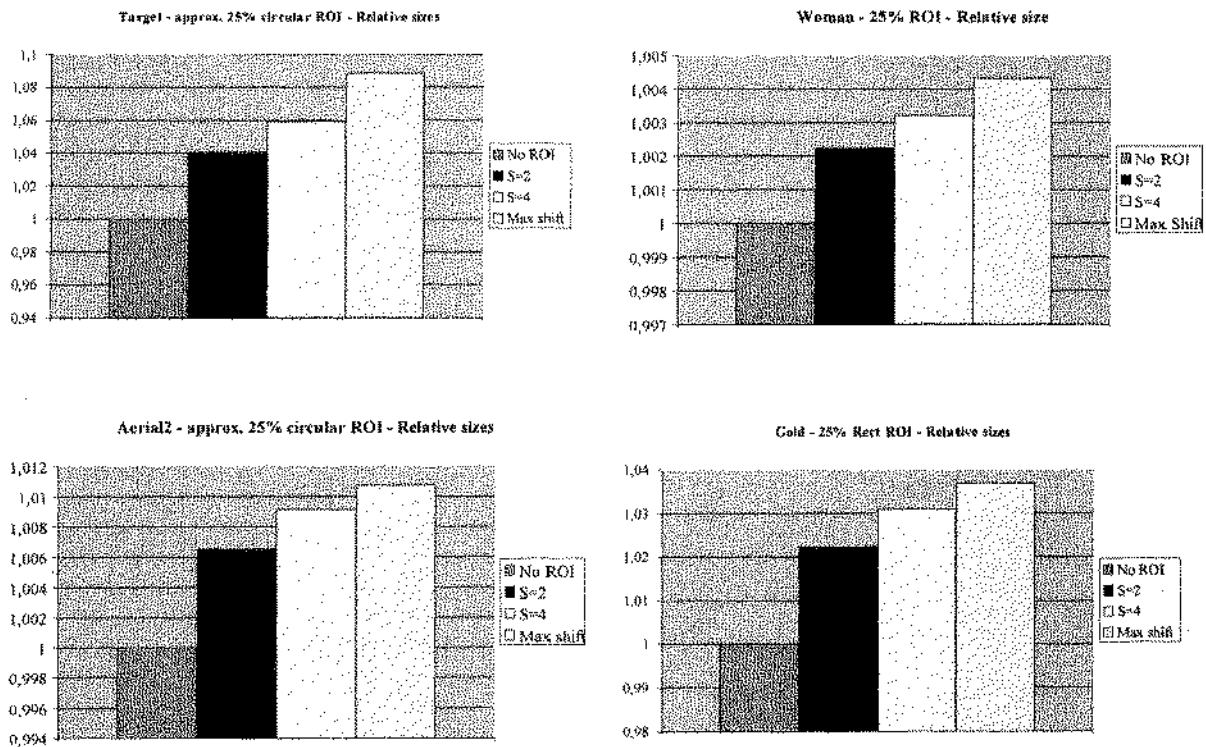 Target - approx. 25% circular ROI - Relative sizes
1,1
1,08
1,06
1,04
1,02
1
0,98
0,96
0,94
No ROI
S=2
S=4
Max shift
Woman - 25% ROI - Relative size
1,005
1,004
1,003
1,002
1,001
1
0,999
0,998
0,997
No ROI
S=2
S=4
Max Shift
Aerial2 - approx. 25% circular ROI - Relative sizes
1,012
1,01
1,008
1,006
1,004
1,002
1
0,998
0,996
0,994
No ROI
S=2
S=4
Max shift
Gold - 25% Rect ROI - Relative sizes
1,04
1,03
1,02
1,01
1
0,99
0,98
No ROI
S=2
S=4
Max shift